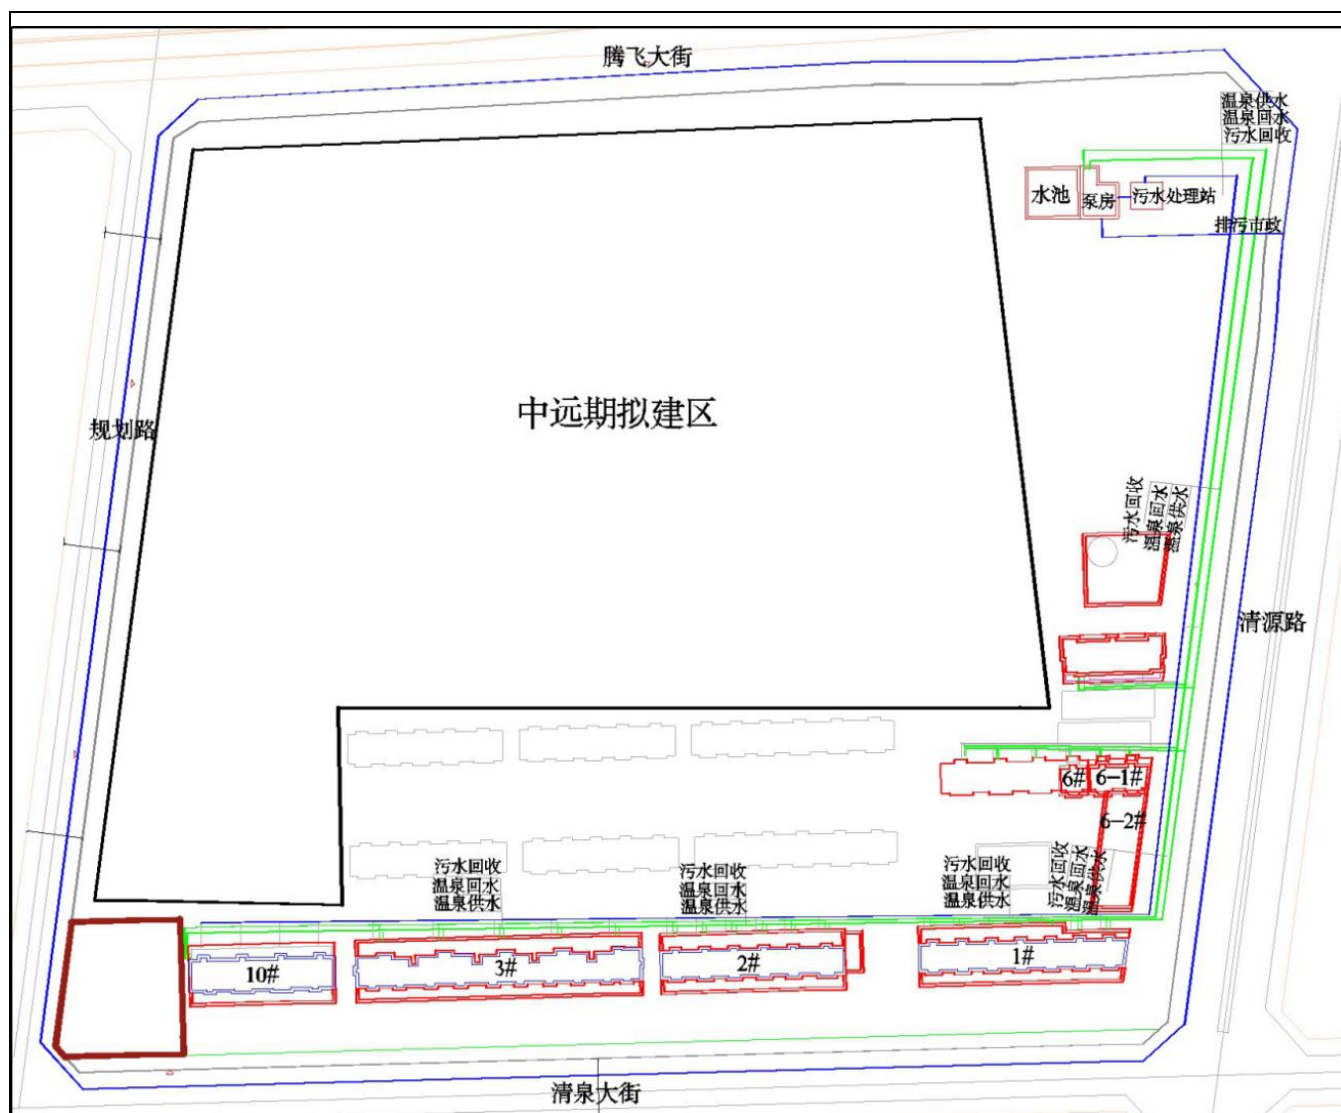 腾飞大街
温泉供水
温泉回水
污水回收
水池
泵房
污水处理站
排污市政
中远期拟建区
规划路
污水回收
温泉回水
温泉供水
清源路
6#
6-1#
6-2#
污水回收
温泉回水
温泉供水
污水回收
温泉回水
温泉供水
污水回收
温泉回水
温泉供水
污水回收
温泉回水
温泉供水
10#
3#
2#
1#
清泉大街